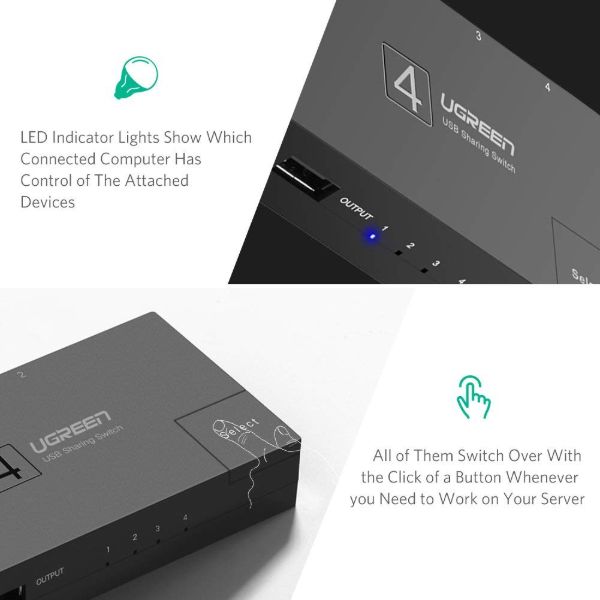 LED Indicator Lights Show Which
Connected Computer Has
Control of The Attached
Devices
3
4
4
UGREEN
USB Sharing Switch
OUTPUT
1
2
3
4
Sele
2
4
UGREEN
USB Sharing Switch
Select
1
2
3
4
OUTPUT
All of Them Switch Over With
the Click of a Button Whenever
you Need to Work on Your Server